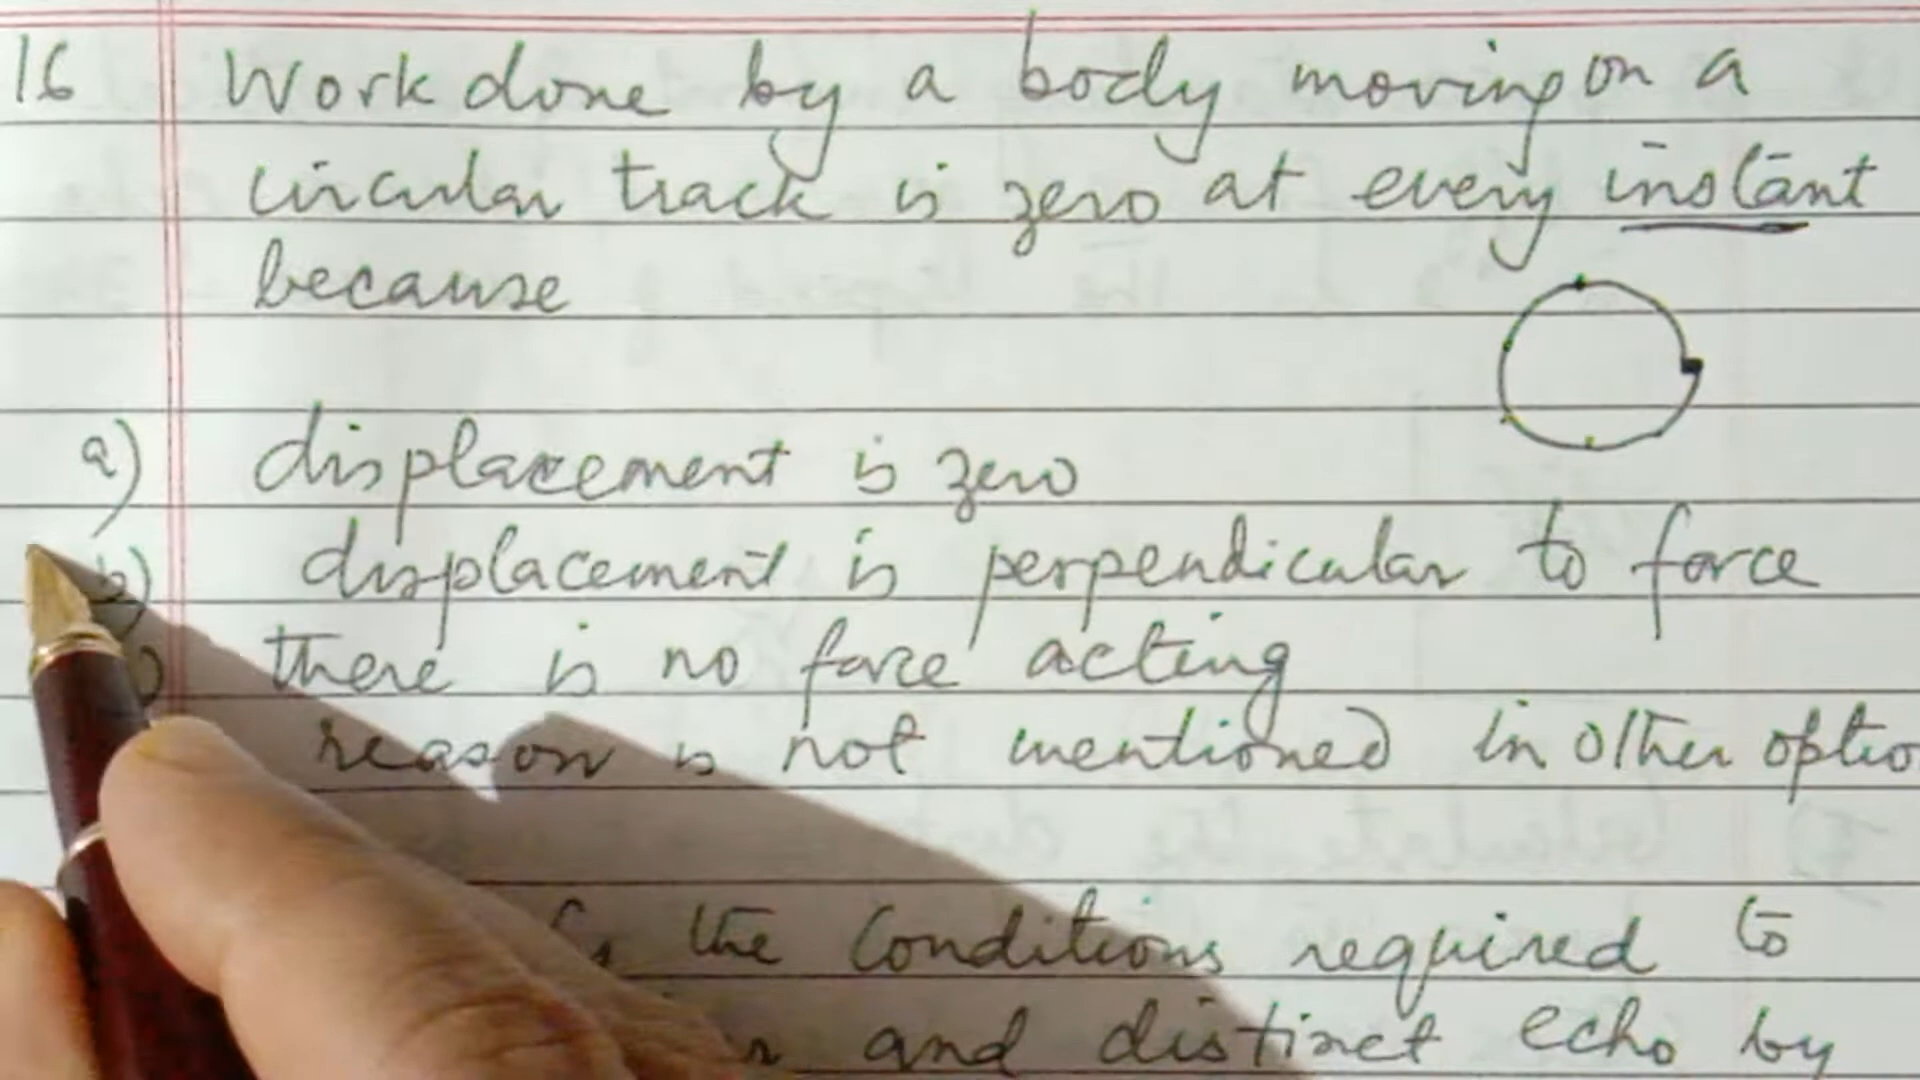 16 Work done by a body moving on a
circular track is zero at every instant
because
a) displacement is zero
b) displacement is perpendicular to force
there is no force acting
reason is not mentioned in other optio
the Conditions required to
and distinct echo by